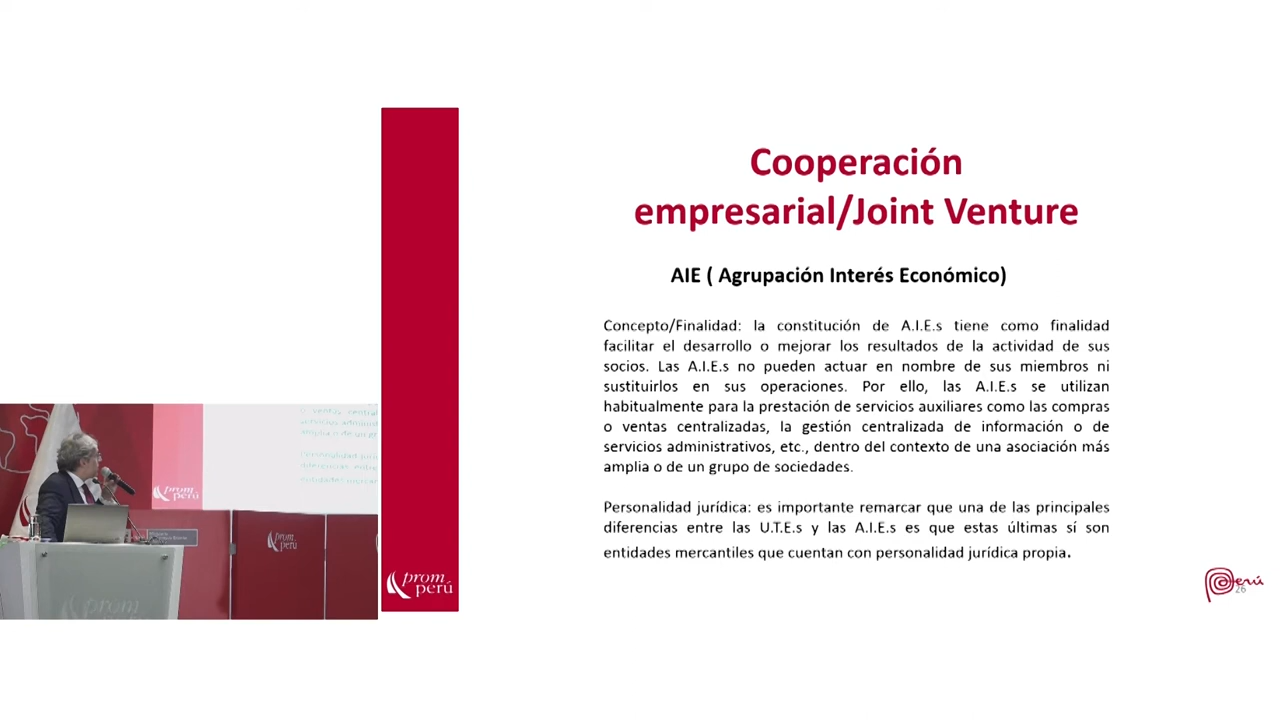 Cooperación
empresarial/Joint Venture
AIE ( Agrupación Interés Económico)
Concepto/Finalidad: la constitución de A.I.E.s tiene como finalidad
facilitar el desarrollo o mejorar los resultados de la actividad de sus
socios. Las A.I.E.s no pueden actuar en nombre de sus miembros ni
sustituirlos en sus operaciones. Por ello, las A.I.E.s se utilizan
habitualmente para la prestación de servicios auxiliares como las compras
o ventas centralizadas, la gestión centralizada de información o de
servicios administrativos, etc., dentro del contexto de una asociación más
amplia o de un grupo de sociedades.
Personalidad jurídica: es importante remarcar que una de las principales
diferencias entre las U.T.E.s y las A.I.E.s es que estas últimas sí son
entidades mercantiles que cuentan con personalidad jurídica propia.
prom
perú
Perú
26
prom
perú
prom
perú
prom